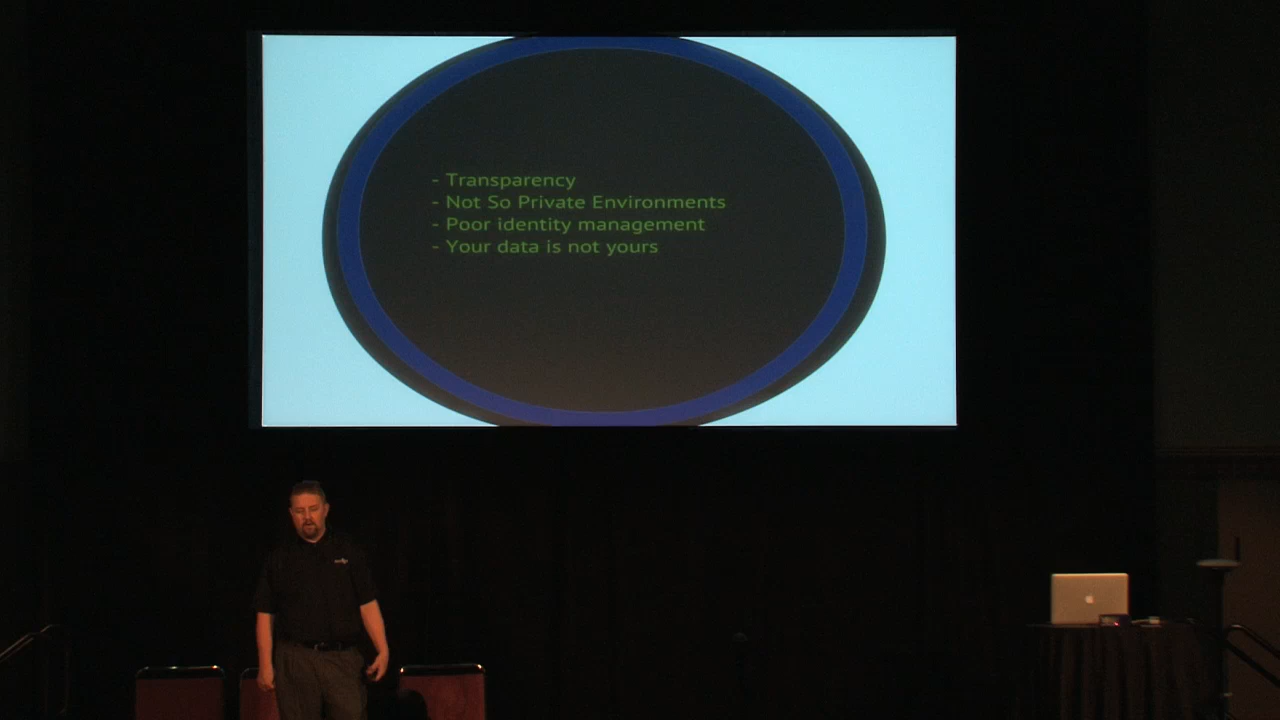 - Transparency
- Not So Private Environments
- Poor identity management
- Your data is not yours